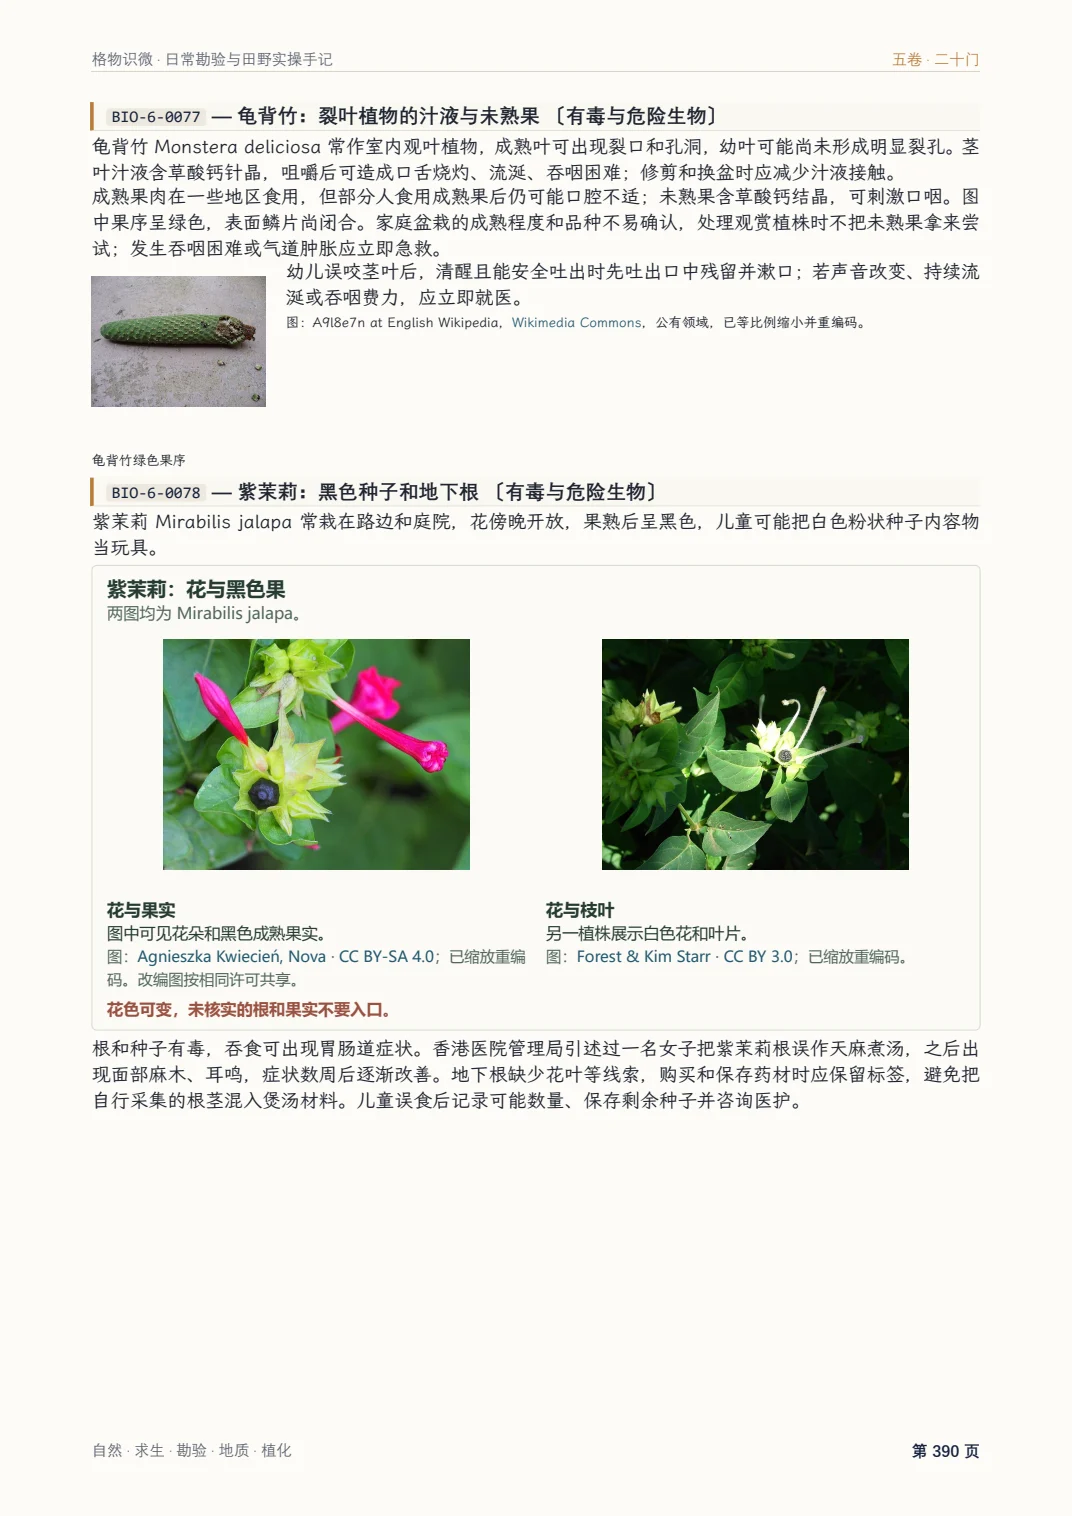 格物识微 · 日常勘验与田野实操手记
五卷 · 二十门
BIO-6-0077 — 龟背竹：裂叶植物的汁液与未熟果 〔有毒与危险生物〕
龟背竹 Monstera deliciosa 常作室内观叶植物，成熟叶可出现裂口和孔洞，幼叶可能尚未形成明显裂孔。茎
叶汁液含草酸钙针晶，咀嚼后可造成口舌烧灼、流涎、吞咽困难；修剪和换盆时应减少汁液接触。
成熟果肉在一些地区食用，但部分人食用成熟果后仍可能口腔不适；未熟果含草酸钙结晶，可刺激口咽。图
中果序呈绿色，表面鳞片尚闭合。家庭盆栽的成熟程度和品种不易确认，处理观赏植株时不把未熟果拿来尝
试；发生吞咽困难或气道肿胀应立即急救。
幼儿误咬茎叶后，清醒且能安全吐出时先吐出口中残留并漱口；若声音改变、持续流
涎或吞咽费力，应立即就医。
图：A9l8e7n at English Wikipedia，Wikimedia Commons，公有领域，已等比例缩小并重编码。
龟背竹绿色果序
BIO-6-0078 — 紫茉莉：黑色种子和地下根 〔有毒与危险生物〕
紫茉莉 Mirabilis jalapa 常栽在路边和庭院，花傍晚开放，果熟后呈黑色，儿童可能把白色粉状种子内容物
当玩具。
紫茉莉：花与黑色果
两图均为 Mirabilis jalapa。
花与果实
图中可见花朵和黑色成熟果实。
图：Agnieszka Kwiecień, Nova · CC BY-SA 4.0；已缩放重编
码。改编图按相同许可共享。
花与枝叶
另一植株展示白色花和叶片。
图：Forest & Kim Starr · CC BY 3.0；已缩放重编码。
花色可变，未核实的根和果实不要入口。
根和种子有毒，吞食可出现胃肠道症状。香港医院管理局引述过一名女子把紫茉莉根误作天麻煮汤，之后出
现面部麻木、耳鸣，症状数周后逐渐改善。地下根缺少花叶等线索，购买和保存药材时应保留标签，避免把
自行采集的根茎混入煲汤材料。儿童误食后记录可能数量、保存剩余种子并咨询医护。
自然 · 求生 · 勘验 · 地质 · 植化
第 390 页